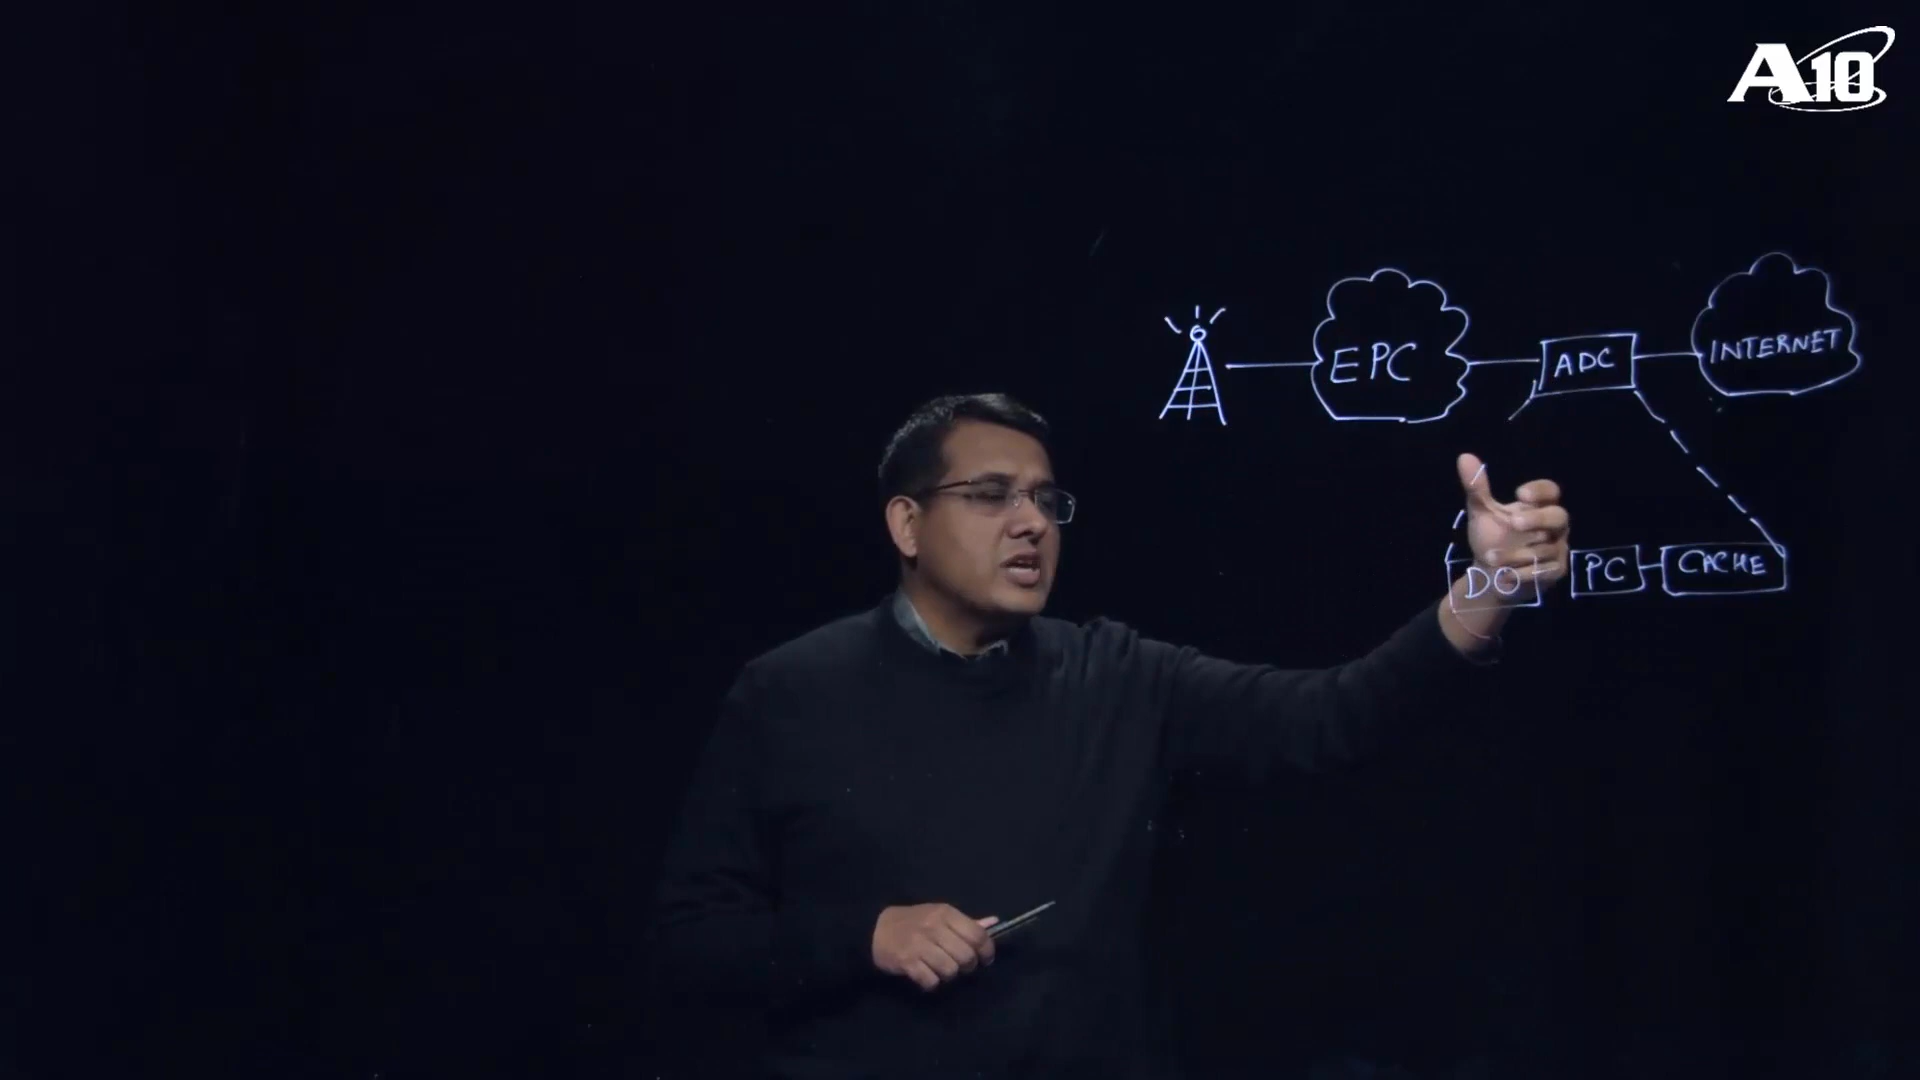 A10
EPC
ADC
INTERNET
DO
PC
CACHE